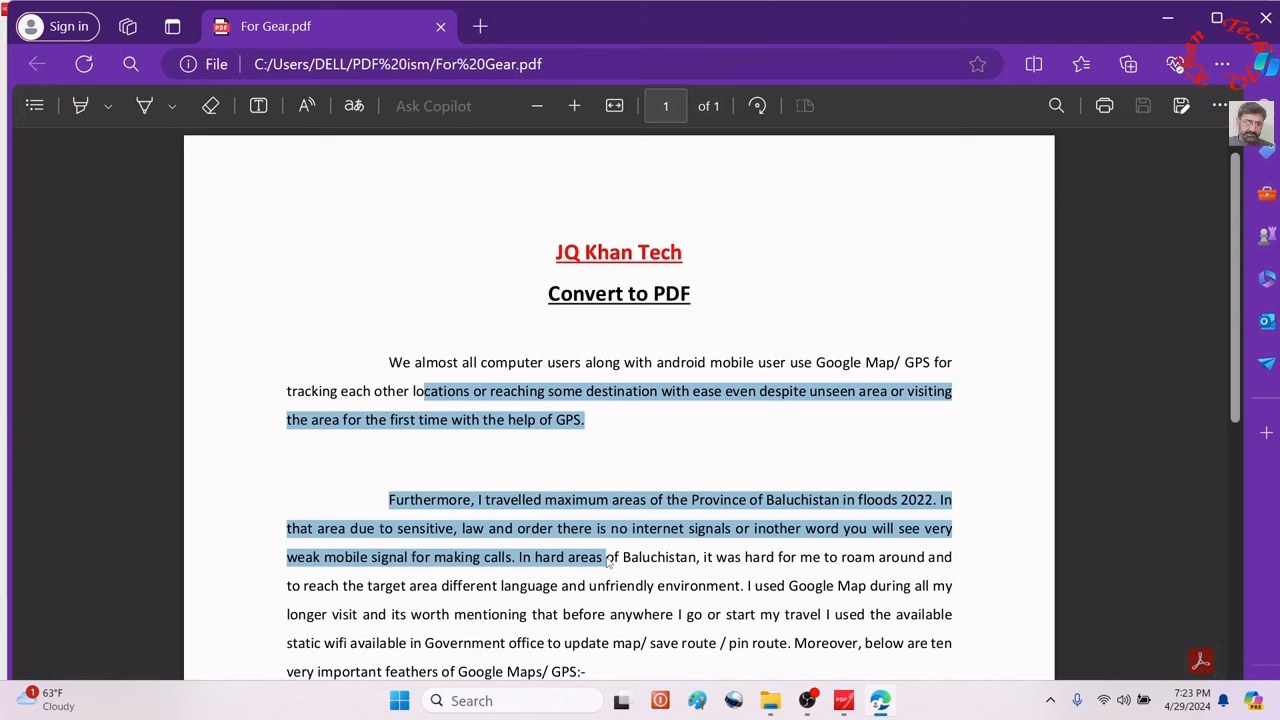 Sign in
For Gear.pdf
File
C:/Users/DELL/PDF%20ism/For%20Gear.pdf
Ask Copilot
1
of 1
JQ Khan Tech
Convert to PDF
We almost all computer users along with android mobile user use Google Map/ GPS for
tracking each other locations or reaching some destination with ease even despite unseen area or visiting
the area for the first time with the help of GPS.
Furthermore, I travelled maximum areas of the Province of Baluchistan in floods 2022. In
that area due to sensitive, law and order there is no internet signals or inother word you will see very
weak mobile signal for making calls. In hard areas of Baluchistan, it was hard for me to roam around and
to reach the target area different language and unfriendly environment. I used Google Map during all my
longer visit and its worth mentioning that before anywhere I go or start my travel I used the available
static wifi available in Government office to update map/ save route / pin route. Moreover, below are ten
very important feathers of Google Maps/ GPS:-
1
63°F
Cloudy
Search
7:23 PM
4/29/2024
PRE